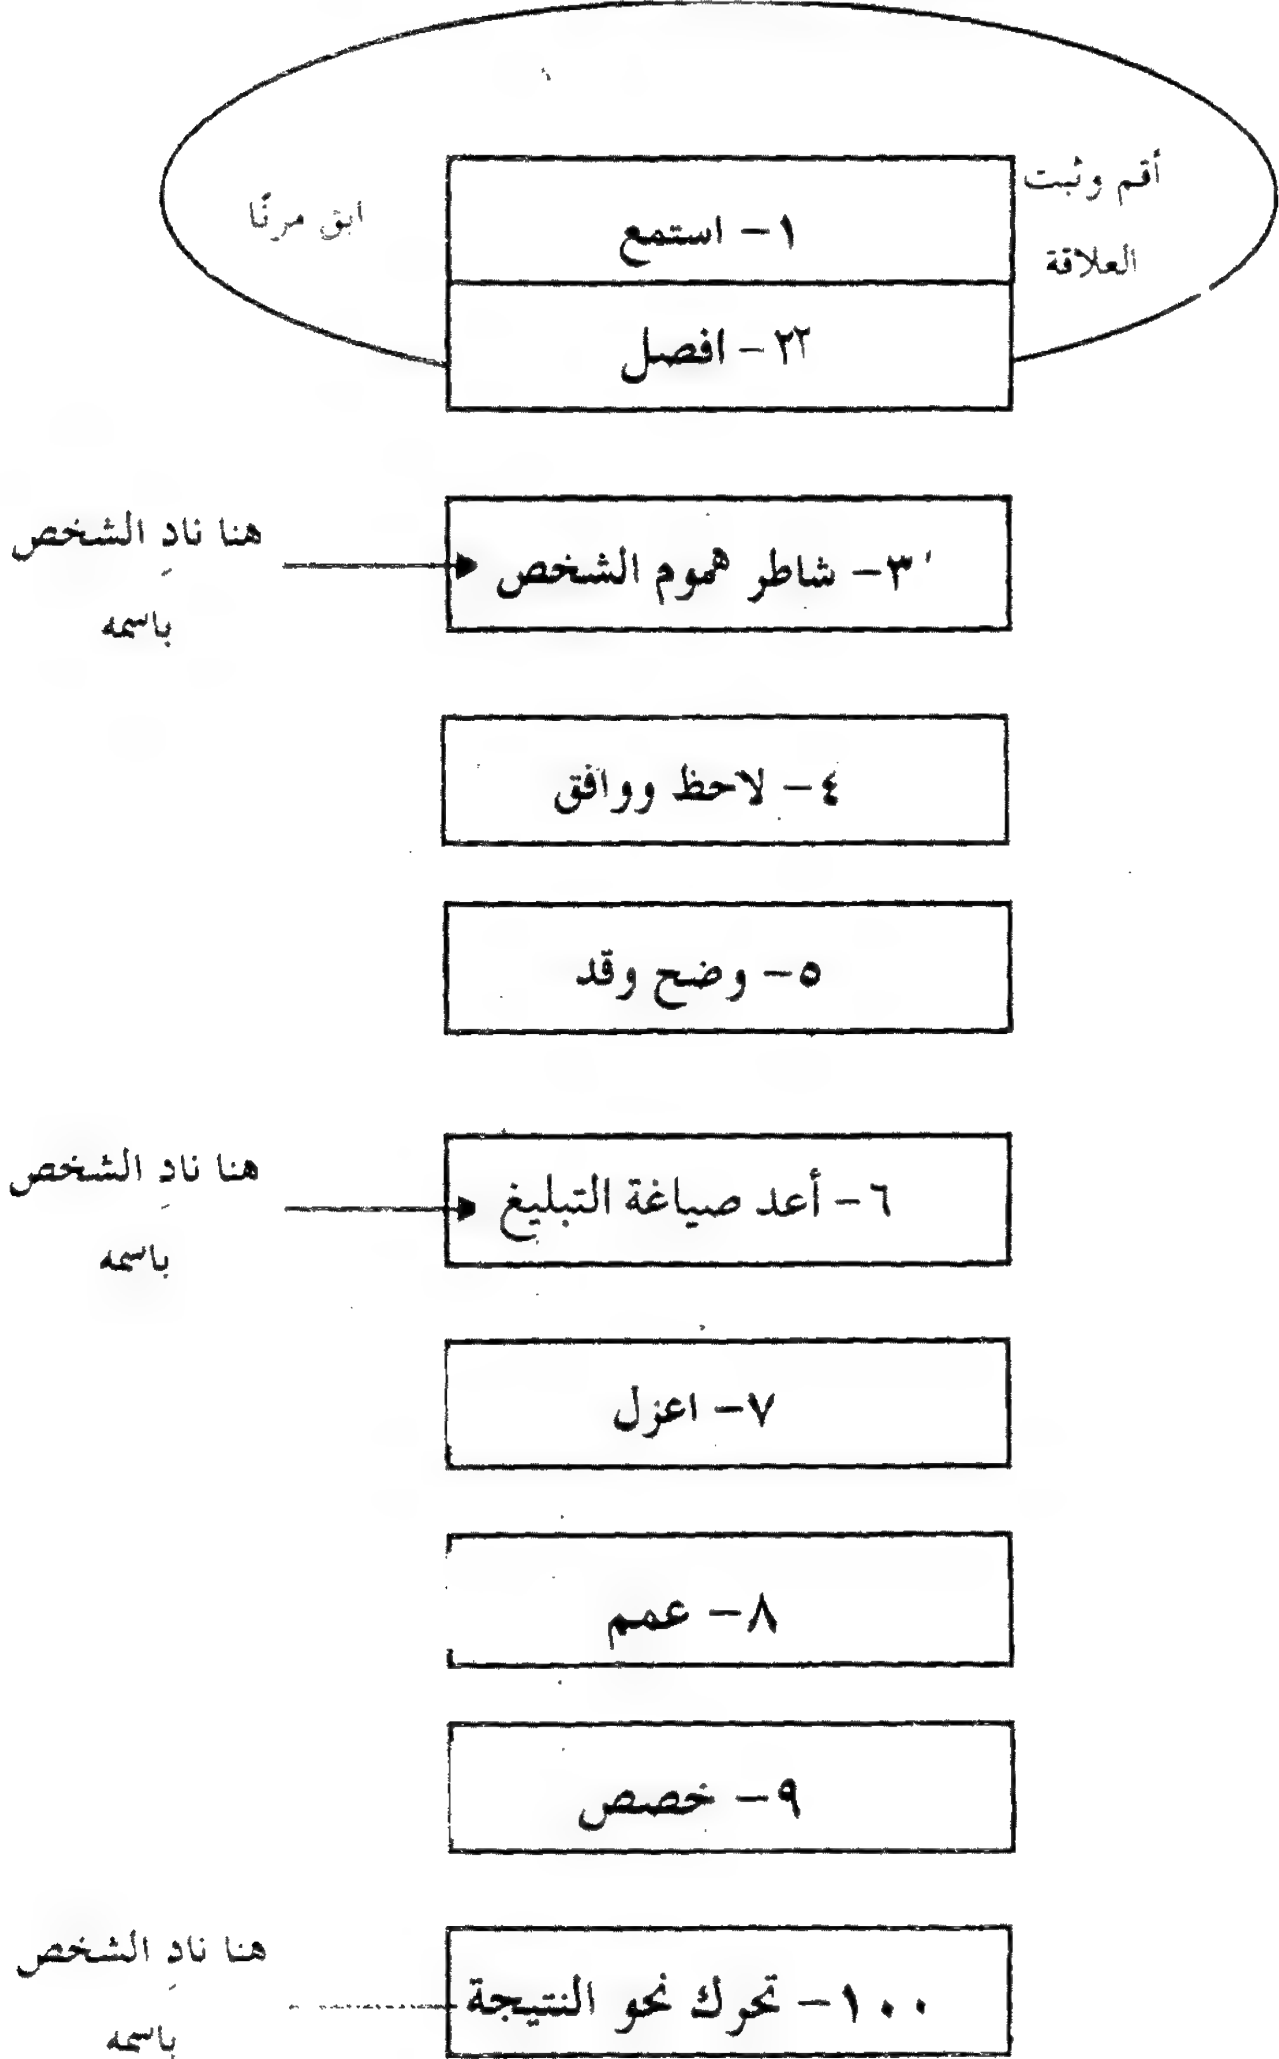 أقم وثبت
العلاقة
ابق مرنًا
١- استمع
٢٢- افصل
٣- شاطر هموم الشخص
هنا نادِ الشخص
باسمه
٤- لاحظ ووافق
٥- وضح وقد
٦- أعد صياغة التبليغ
هنا نادِ الشخص
باسمه
٧- اعزل
٨- عمم
٩- خصص
١٠٠- تحرك نحو النتيجة
هنا نادِ الشخص
باسمه